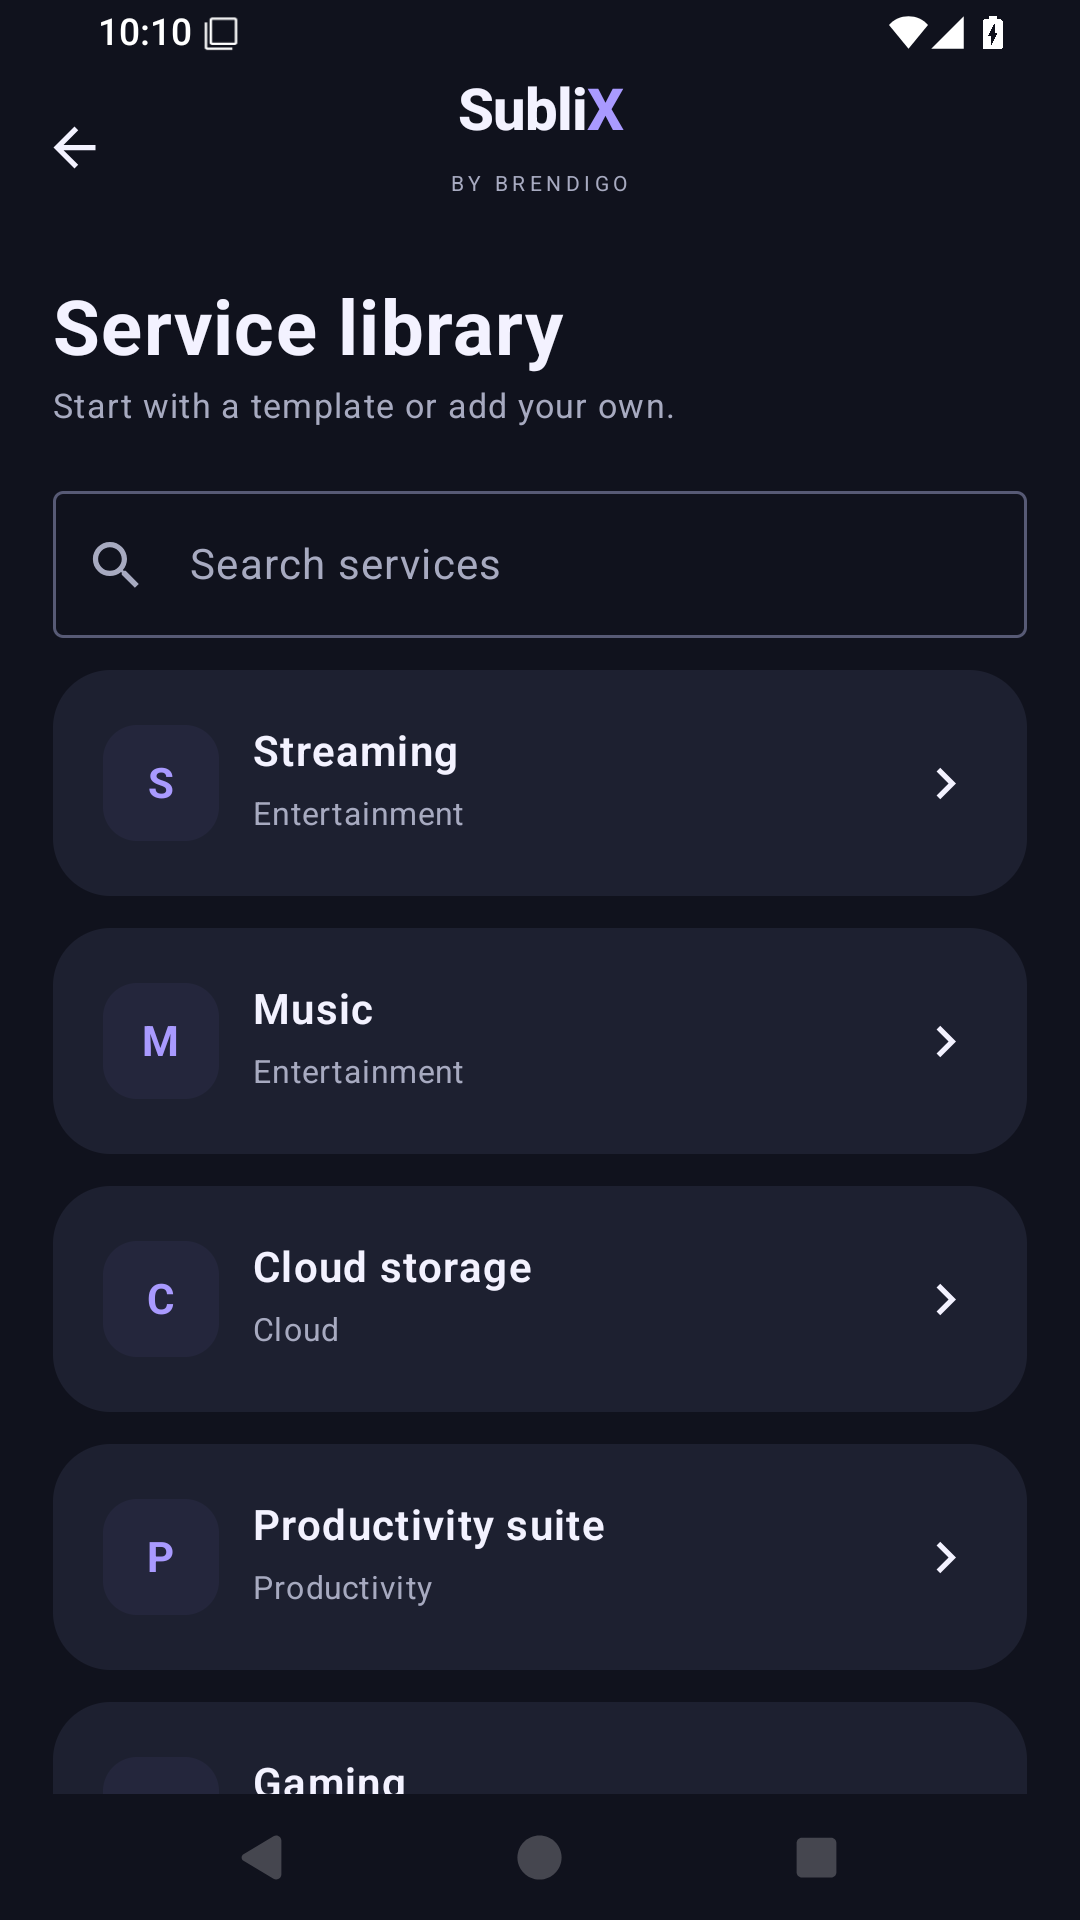 10:10
SubliX
BY BRENDIGO
Service library
Start with a template or add your own.
Search services
S
Streaming
Entertainment
M
Music
Entertainment
C
Cloud storage
Cloud
P
Productivity suite
Productivity
Gaming